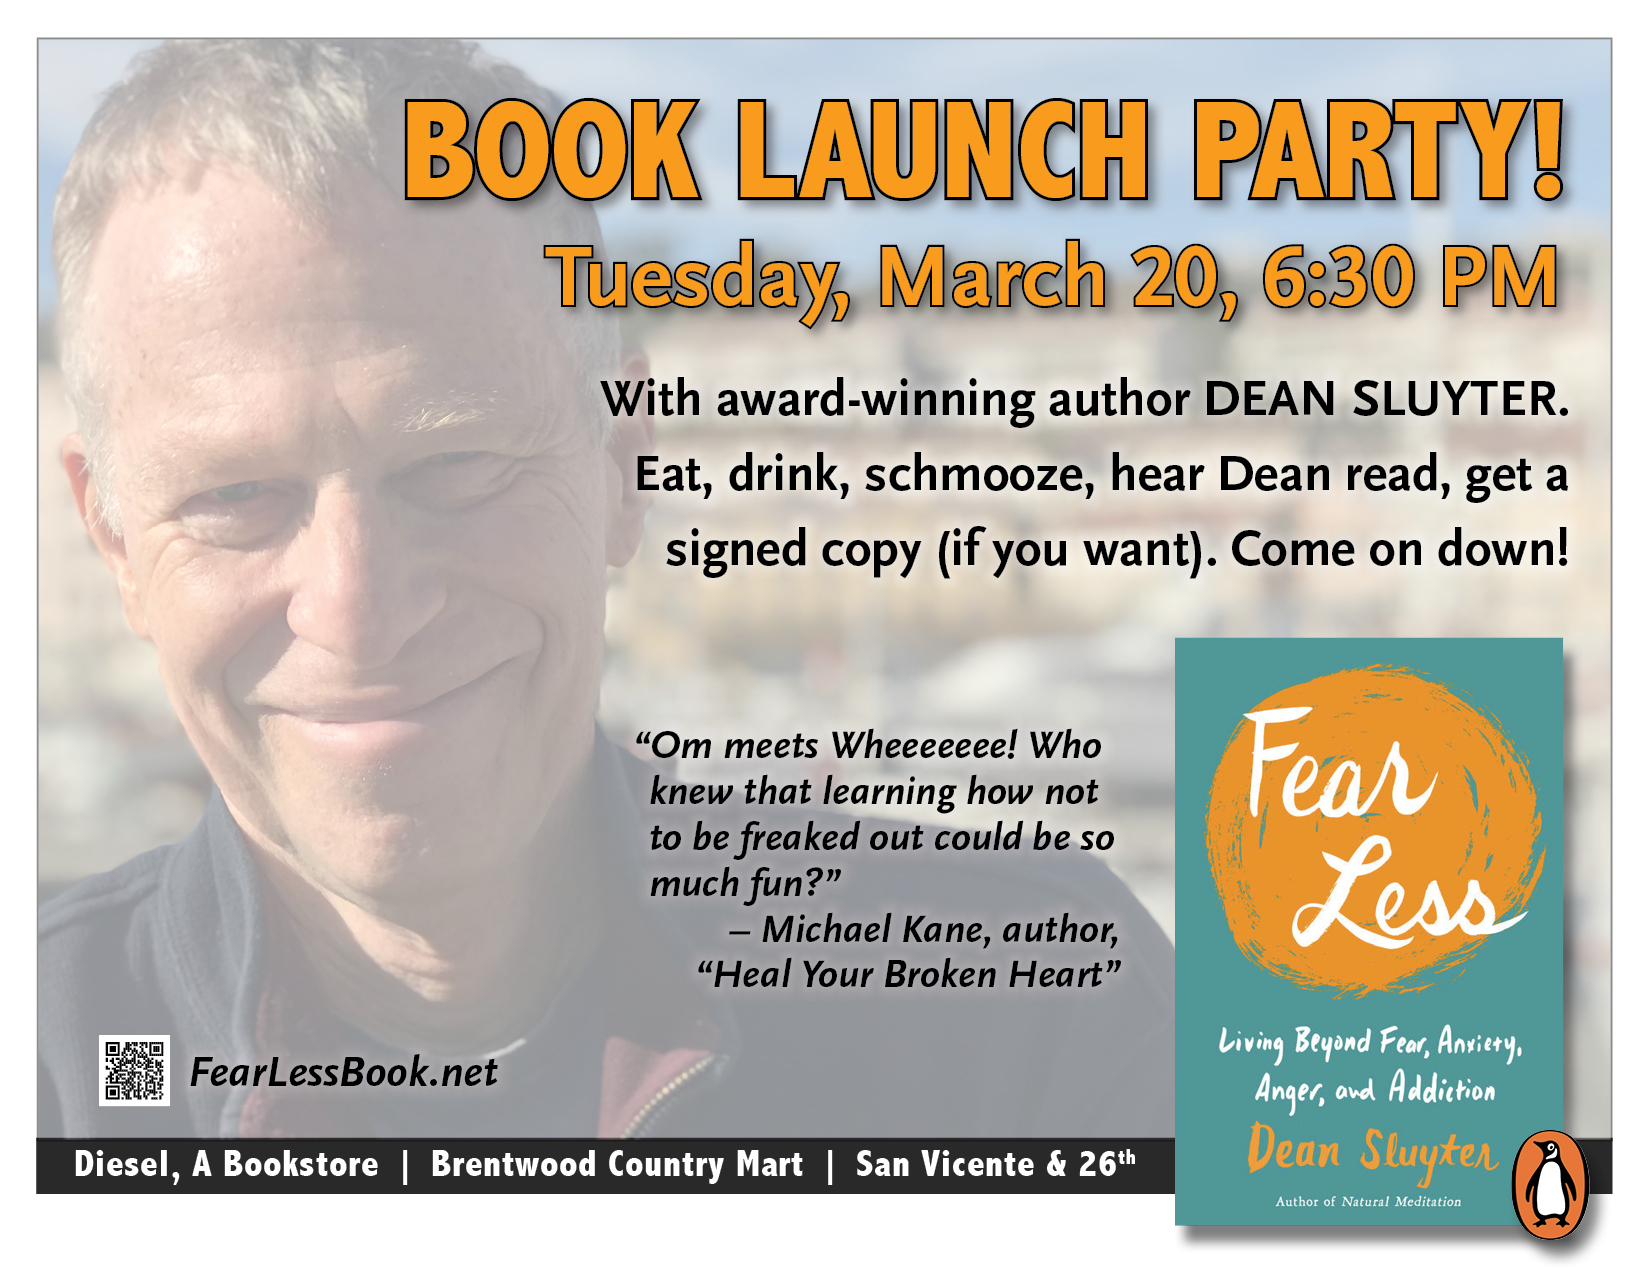 BOOK LAUNCH PARTY!
Tuesday, March 20, 6:30 PM
With award-winning author DEAN SLUYTER.
Eat, drink, schmooze, hear Dean read, get a
signed copy (if you want). Come on down!
“Om meets Wheeeeeee! Who
knew that learning how not
to be freaked out could be so
much fun?”
– Michael Kane, author,
“Heal Your Broken Heart”
Fear
Less
Living Beyond Fear, Anxiety,
Anger, and Addiction
Dean Sluyter
Author of Natural Meditation
FearLessBook.net
Diesel, A Bookstore | Brentwood Country Mart | San Vicente & 26th